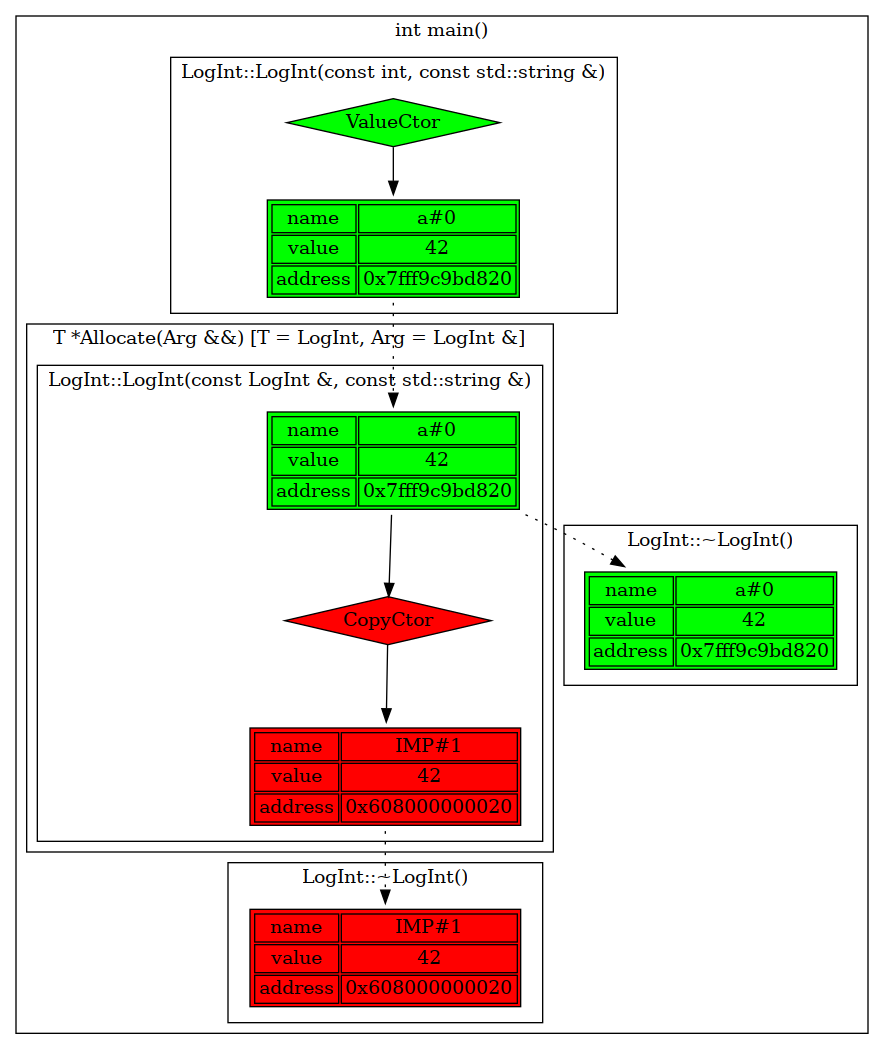 int main()
LogInt::LogInt(const int, const std::string &)
ValueCtor
name a#0
value 42
address 0x7fff9c9bd820
T *Allocate(Arg &&) [T = LogInt, Arg = LogInt &]
LogInt::LogInt(const LogInt &, const std::string &)
name a#0
value 42
address 0x7fff9c9bd820
LogInt::~LogInt()
name a#0
value 42
address 0x7fff9c9bd820
CopyCtor
name IMP#1
value 42
address 0x608000000020
LogInt::~LogInt()
name IMP#1
value 42
address 0x608000000020